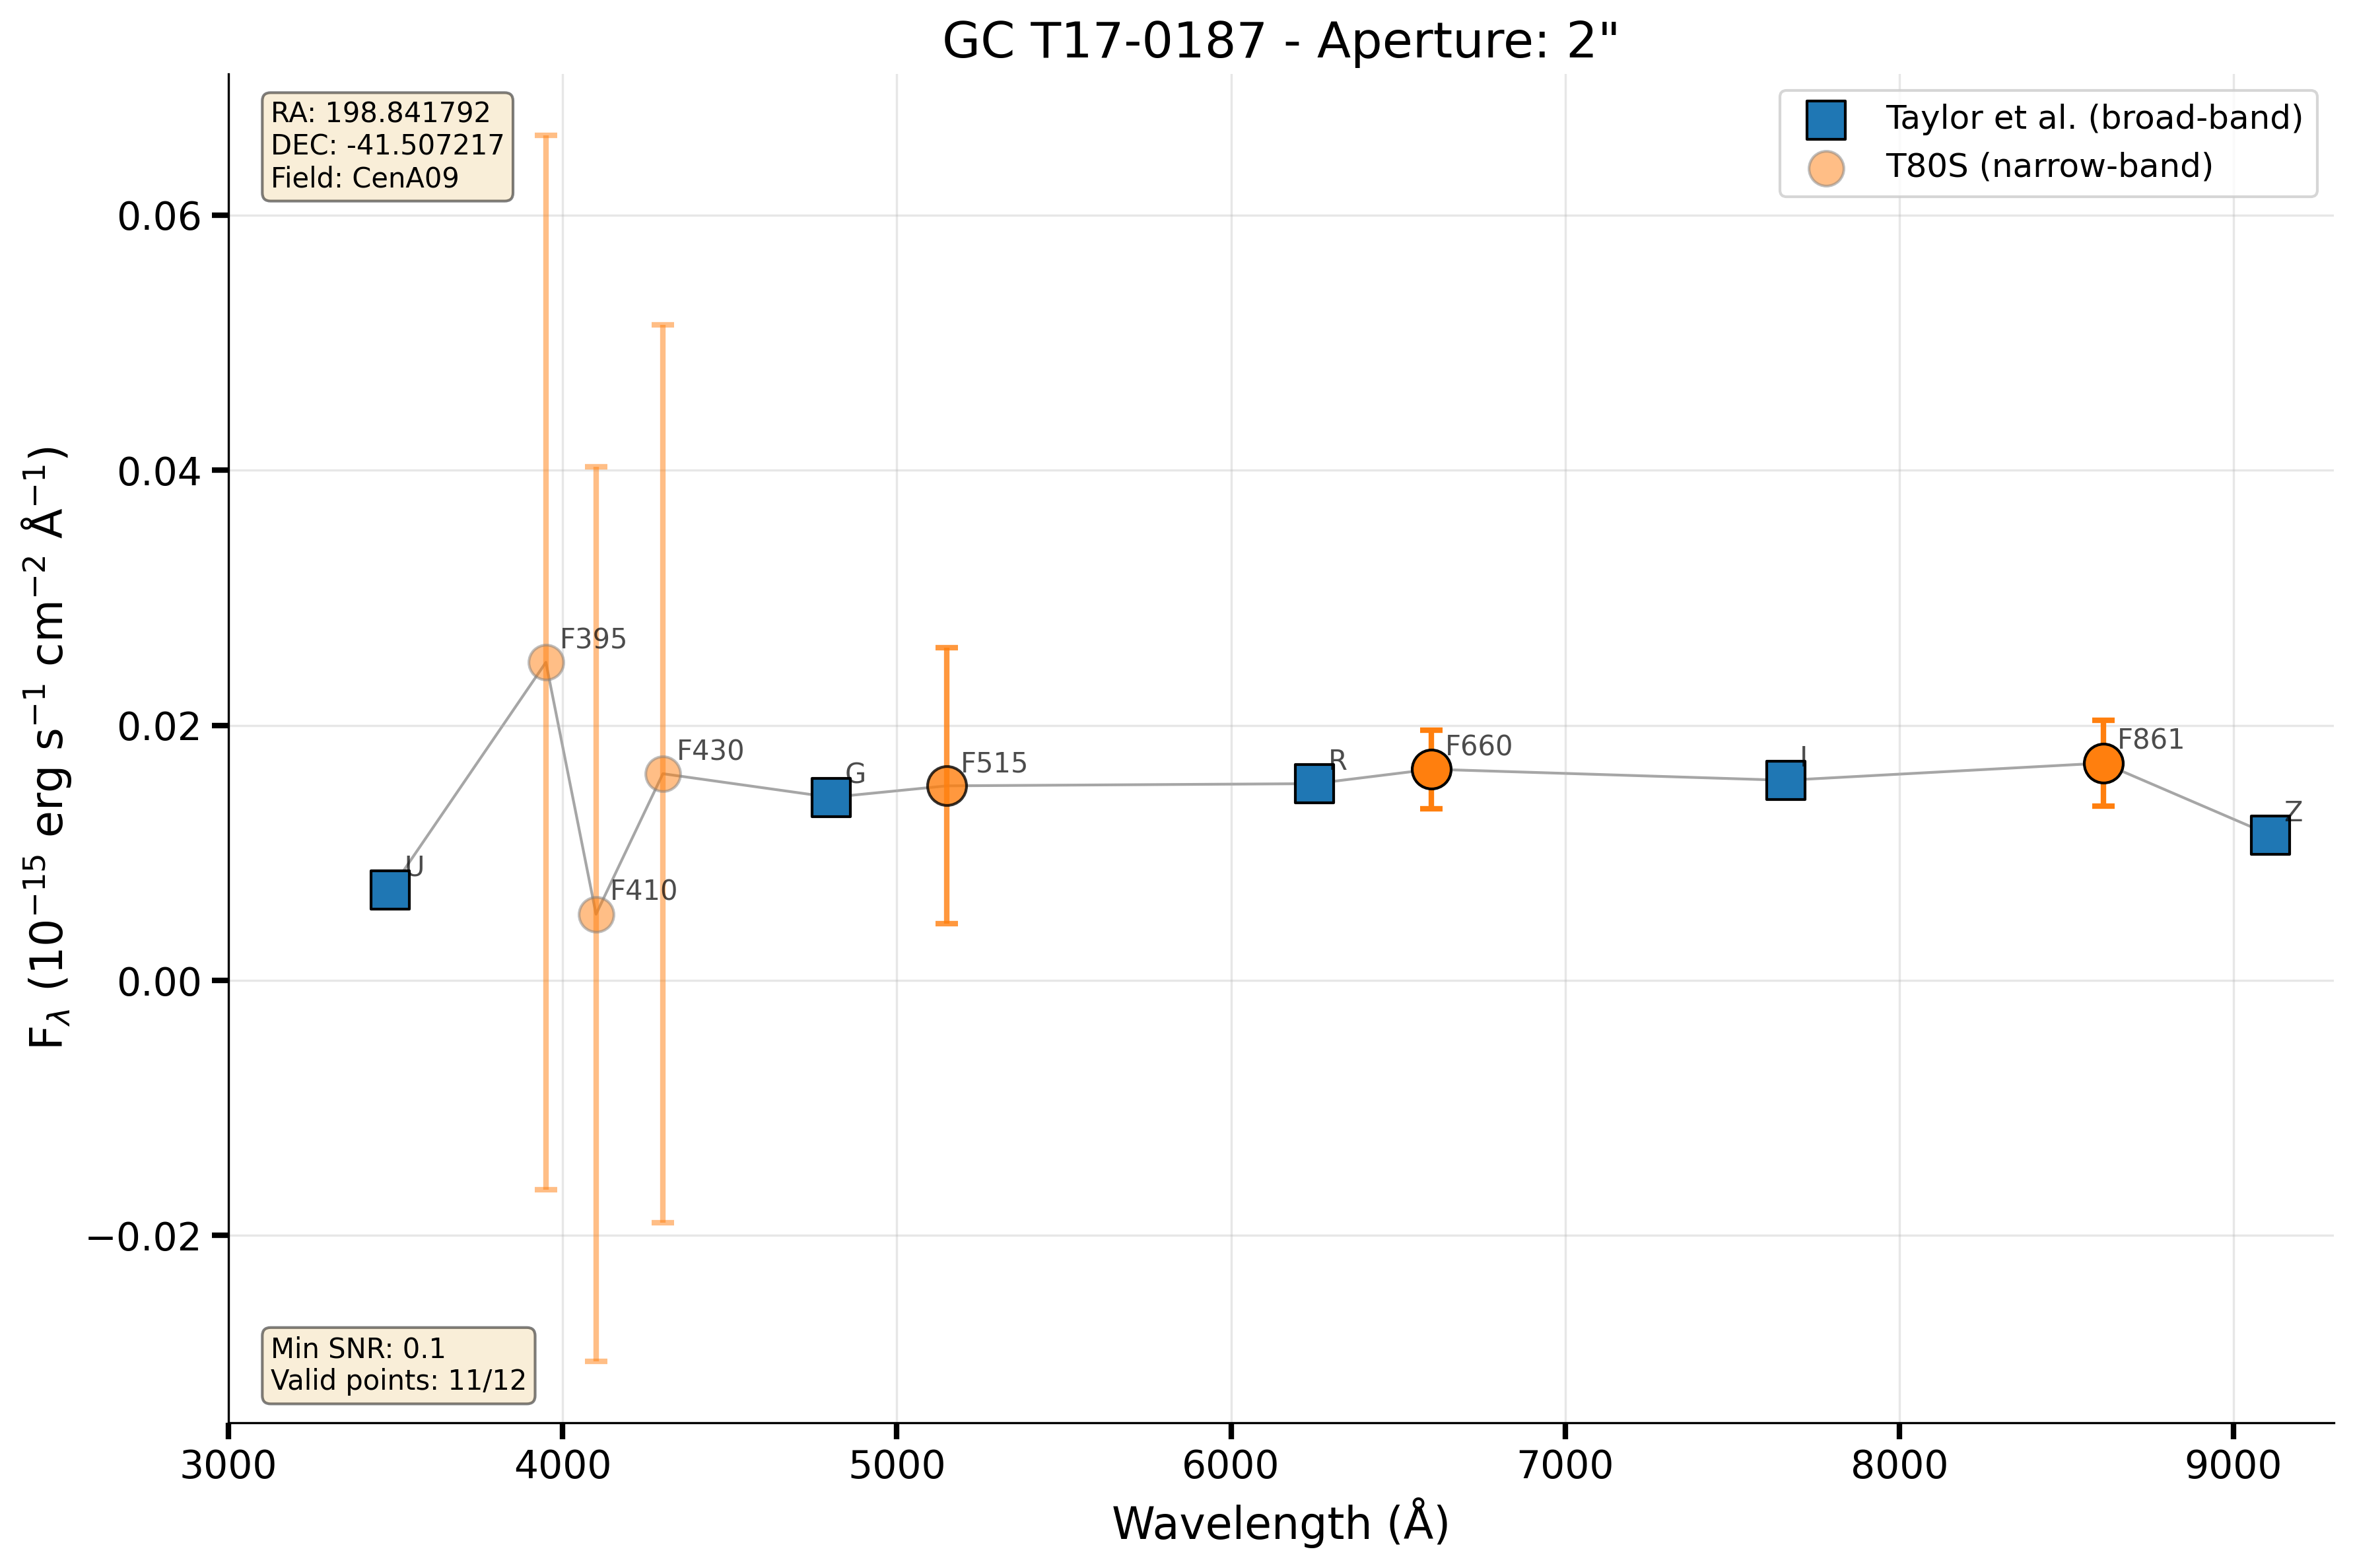 GC T17-0187 - Aperture: 2"
RA: 198.841792
DEC: -41.507217
Field: CenA09
Taylor et al. (broad-band)
T80S (narrow-band)
F_λ (10⁻¹⁵ erg s⁻¹ cm⁻² Å⁻¹)
0.06
0.04
0.02
0.00
−0.02
U
F395
F410
F430
G
F515
R
F660
I
F861
Z
Min SNR: 0.1
Valid points: 11/12
3000 4000 5000 6000 7000 8000 9000
Wavelength (Å)